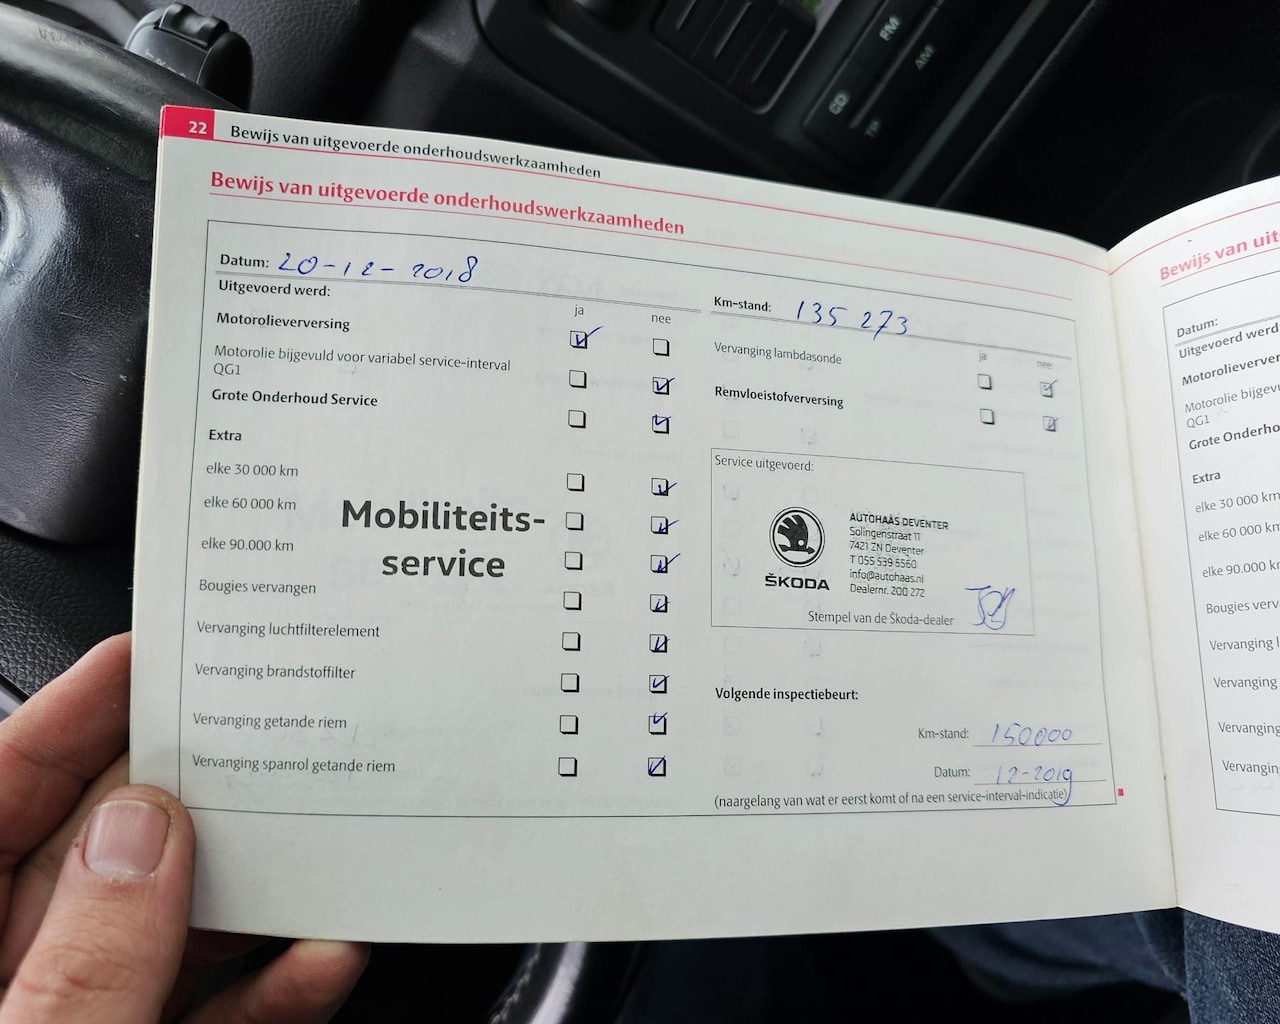 FM
AM
CD
TP
22 Bewijs van uitgevoerde onderhoudswerkzaamheden
Bewijs van uitgevoerde onderhoudswerkzaamheden
Datum: 20-12-2018
Uitgevoerd werd:
ja nee
Motorolieverversing
Motorolie bijgevuld voor variabel service-interval
QG1
Grote Onderhoud Service
Extra
elke 30 000 km
elke 60 000 km
elke 90.000 km
Mobiliteits-
service
Bougies vervangen
Vervanging luchtfilterelement
Vervanging brandstoffilter
Vervanging getande riem
Vervanging spanrol getande riem
Km-stand: 135 273
ja nee
Vervanging lambdasonde
Remvloeistofverversing
Service uitgevoerd:
ŠKODA
AUTOHAAS DEVENTER
Solingenstraat 11
7421 ZN Deventer
T 055 539 5560
info@autohaas.nl
Dealernr. 200 272
Stempel van de Škoda-dealer
Volgende inspectiebeurt:
Km-stand: 150000
Datum: 12-2019
(naargelang van wat er eerst komt of na een service-interval-indicatie)
Bewijs van uit
Datum:
Uitgevoerd werd
Motorolieverver
Motorolie bijgevu
QG1
Grote Onderho
Extra
elke 30 000 km
elke 60 000 km
elke 90.000 k
Bougies verva
Vervanging l
Vervanging
Vervanging
Vervangin